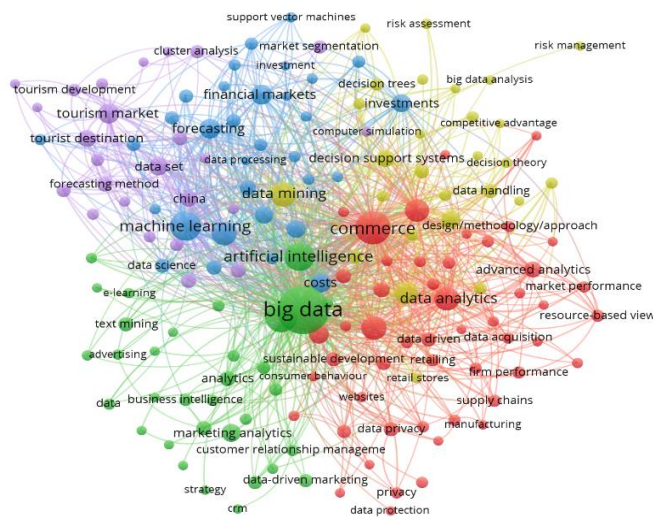 support vector machines
risk assessment
cluster analysis
market segmentation
risk management
investment
decision trees
big data analysis
tourism development
financial markets
investments
tourism market
forecasting
computer simulation
competitive advantage
tourist destination
data set
data processing
decision support systems
decision theory
forecasting method
china
data mining
data handling
machine learning
commerce
design/methodology/approach
data science
artificial intelligence
costs
advanced analytics
market performance
e-learning
big data
data analytics
resource-based view
text mining
data driven
data acquisition
advertising
sustainable development
retailing
analytics
consumer behaviour
retail stores
firm performance
data
business intelligence
websites
supply chains
marketing analytics
data privacy
manufacturing
customer relationship manageme
strategy
data-driven marketing
privacy
crm
data protection